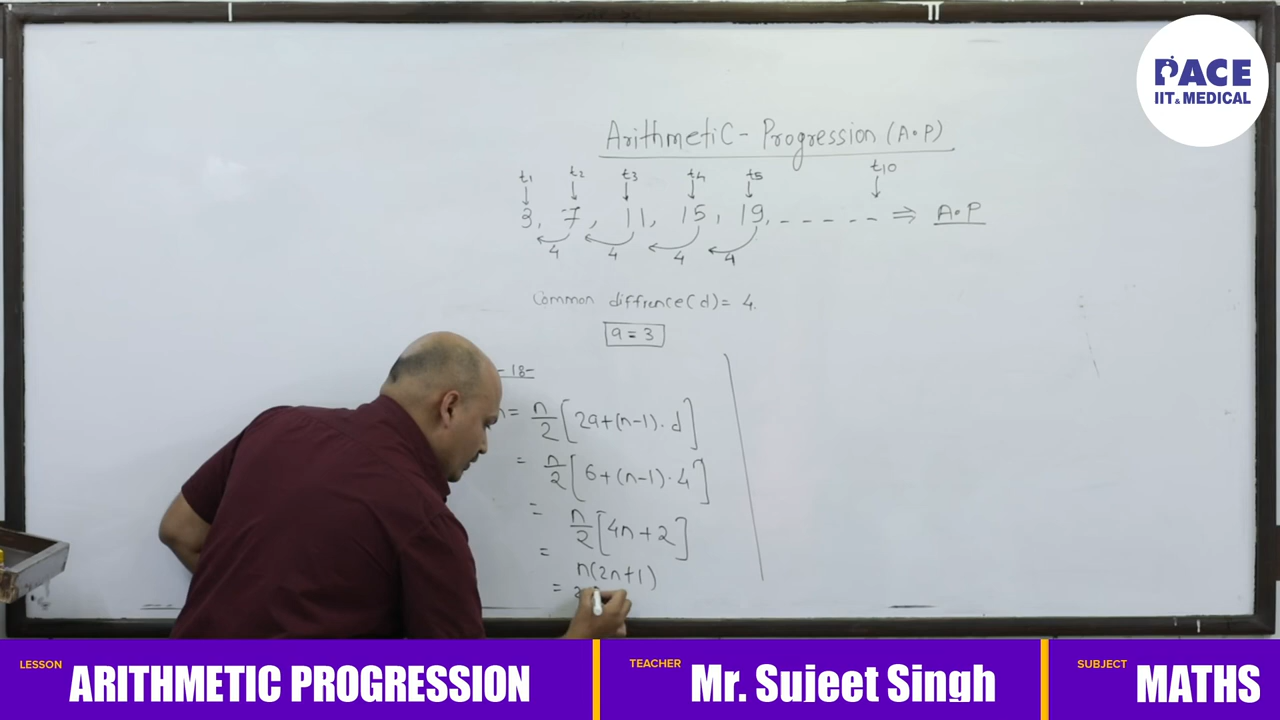 PACE
IIT & MEDICAL
ArithmetiC - Progression (A.P)
t1 t2 t3 t4 t5 t10
3, 7, 11, 15, 19, - - - - - ⇒ A.P
4 4 4 4
Common diffrence(d) = 4.
a = 3
-18-
n = n/2 [2a+(n-1)·d]
= n/2 [6+(n-1)·4]
= n/2 [4n+2]
= n(2n+1)
= 2
LESSON
ARITHMETIC PROGRESSION
TEACHER
Mr. Sujeet Singh
SUBJECT
MATHS